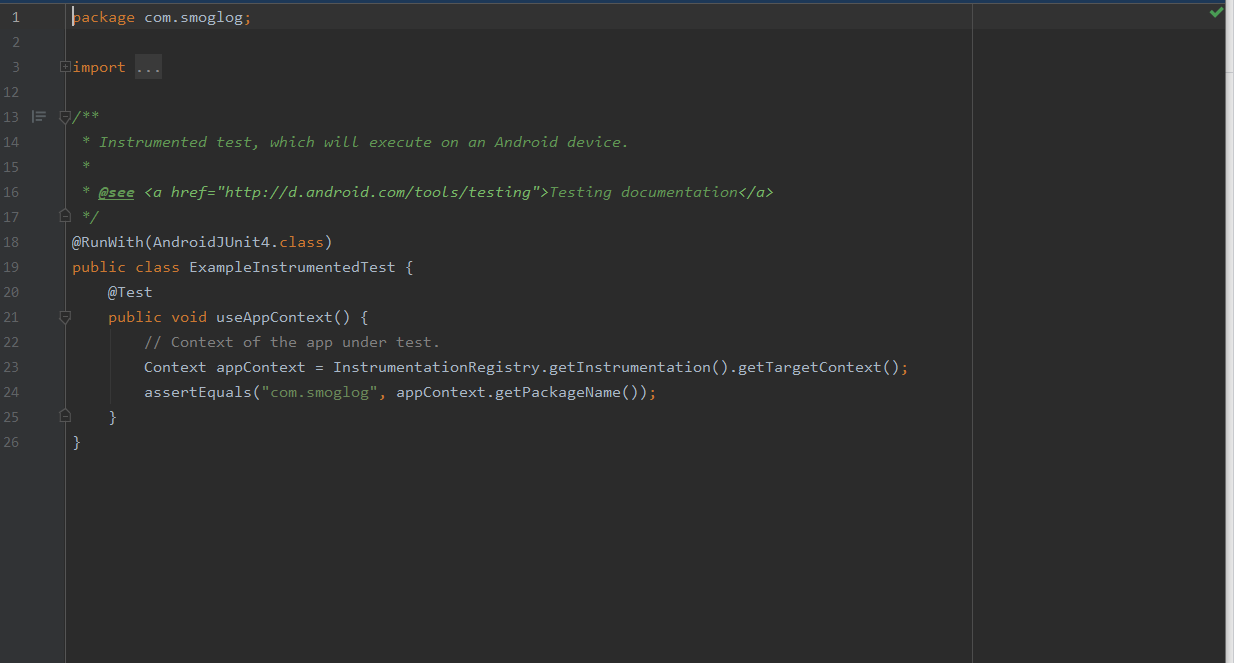 1 package com.smoglog;
2
3 import ...
12
13 /**
14 * Instrumented test, which will execute on an Android device.
15 *
16 * @see <a href="http://d.android.com/tools/testing">Testing documentation</a>
17 */
18 @RunWith(AndroidJUnit4.class)
19 public class ExampleInstrumentedTest {
20 @Test
21 public void useAppContext() {
22 // Context of the app under test.
23 Context appContext = InstrumentationRegistry.getInstrumentation().getTargetContext();
24 assertEquals("com.smoglog", appContext.getPackageName());
25 }
26 }